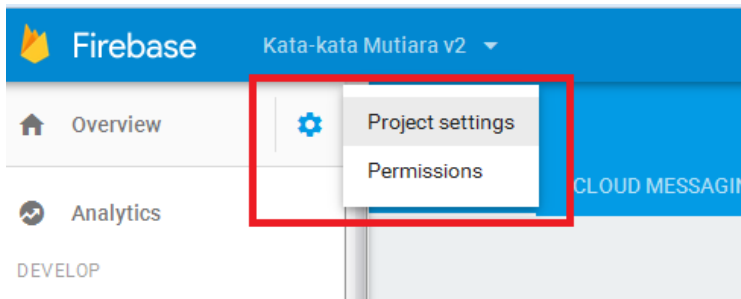 Firebase
Kata-kata Mutiara v2
Overview
Project settings
Permissions
CLOUD MESSAGIN
Analytics
DEVELOP